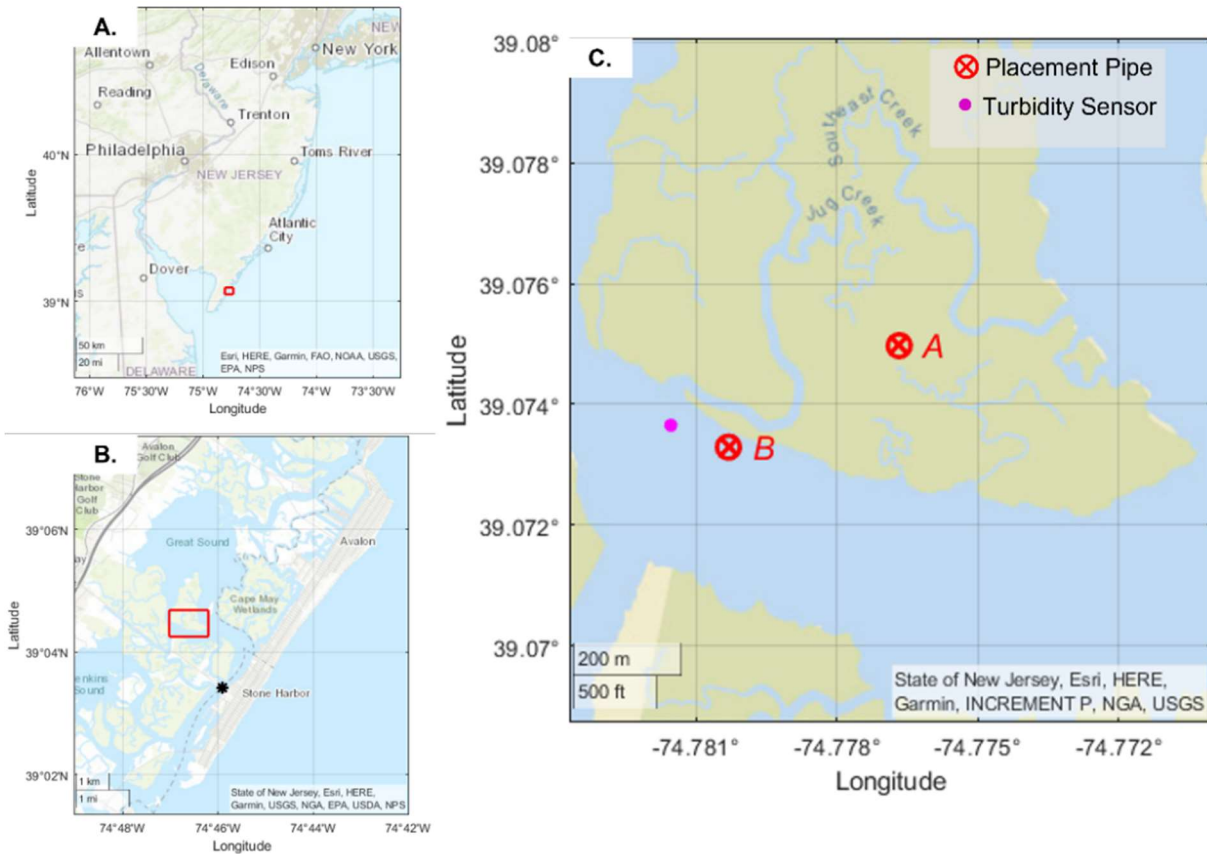 A.
NEW
Allentown
New York
Edison
Reading
Delaware
Trenton
40°N
Philadelphia
Toms River
NEW JERSEY
Latitude
Atlantic
City
Dover
39°N
50 km
20 mi
Esri, HERE, Garmin, FAO, NOAA, USGS,
EPA, NPS
DELAWARE
76°W 75°30'W 75°W 74°30'W 74°W 73°30'W
Longitude
B.
Avalon
Golf Club
Stone
Harbor
Golf
Club
39°06'N
Great Sound
Avalon
ay
Cape May
Wetlands
Latitude
39°04'N
enkins
Sound
Stone Harbor
39°02'N
1 km
1 mi
State of New Jersey, Esri, HERE,
Garmin, USGS, NGA, EPA, USDA, NPS
74°48'W 74°46'W 74°44'W 74°42'W
Longitude
C.
Placement Pipe
Turbidity Sensor
39.08°
Southeast Creek
39.078°
Jug Creek
39.076°
A
Latitude
39.074°
B
39.072°
39.07°
200 m
500 ft
State of New Jersey, Esri, HERE,
Garmin, INCREMENT P, NGA, USGS
-74.781° -74.778° -74.775° -74.772°
Longitude